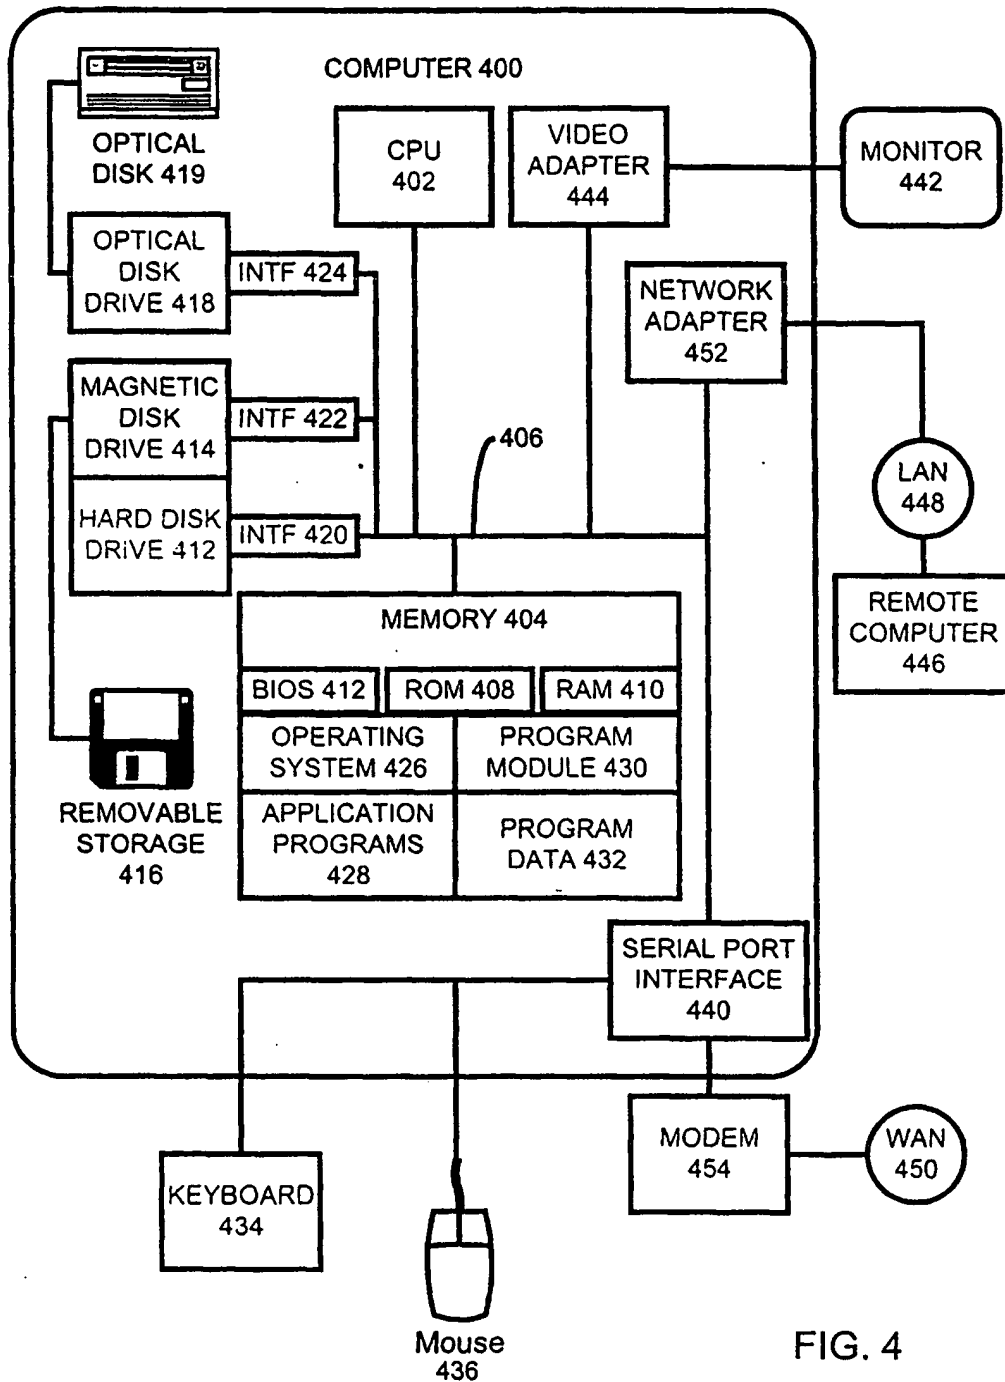 COMPUTER 400
OPTICAL
DISK 419
CPU
402
VIDEO
ADAPTER
444
MONITOR
442
OPTICAL
DISK
DRIVE 418
INTF 424
NETWORK
ADAPTER
452
MAGNETIC
DISK
DRIVE 414
INTF 422
406
LAN
448
HARD DISK
DRIVE 412
INTF 420
REMOTE
COMPUTER
446
MEMORY 404
BIOS 412
ROM 408
RAM 410
OPERATING
SYSTEM 426
PROGRAM
MODULE 430
REMOVABLE
STORAGE
416
APPLICATION
PROGRAMS
428
PROGRAM
DATA 432
SERIAL PORT
INTERFACE
440
MODEM
454
WAN
450
KEYBOARD
434
Mouse
436
FIG. 4